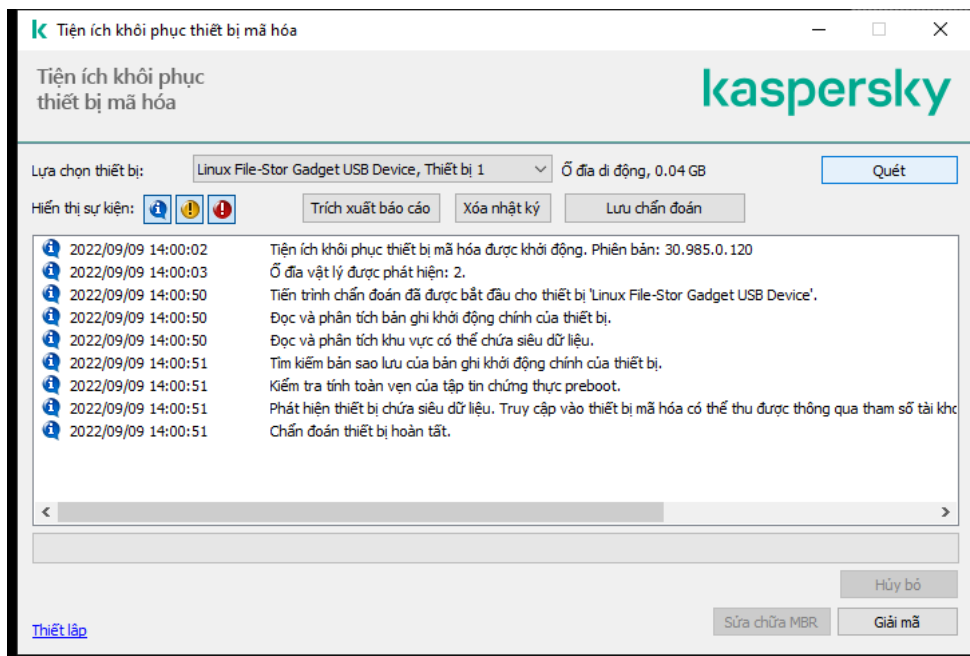 Tiện ích khôi phục thiết bị mã hóa
Tiện ích khôi phục
thiết bị mã hóa
kaspersky
Lựa chọn thiết bị: Linux File-Stor Gadget USB Device, Thiết bị 1 Ổ đĩa di động, 0.04 GB Quét
Hiển thị sự kiện: Trích xuất báo cáo Xóa nhật ký Lưu chẩn đoán
2022/09/09 14:00:02 Tiện ích khôi phục thiết bị mã hóa được khởi động. Phiên bản: 30.985.0.120
2022/09/09 14:00:03 Ổ đĩa vật lý được phát hiện: 2.
2022/09/09 14:00:50 Tiến trình chẩn đoán đã được bắt đầu cho thiết bị 'Linux File-Stor Gadget USB Device'.
2022/09/09 14:00:50 Đọc và phân tích bản ghi khởi động chính của thiết bị.
2022/09/09 14:00:50 Đọc và phân tích khu vực có thể chứa siêu dữ liệu.
2022/09/09 14:00:51 Tìm kiếm bản sao lưu của bản ghi khởi động chính của thiết bị.
2022/09/09 14:00:51 Kiểm tra tính toàn vẹn của tập tin chứng thực preboot.
2022/09/09 14:00:51 Phát hiện thiết bị chứa siêu dữ liệu. Truy cập vào thiết bị mã hóa có thể thu được thông qua tham số tài
2022/09/09 14:00:51 Chẩn đoán thiết bị hoàn tất.
Hủy bỏ
Thiết lập Sửa chữa MBR Giải mã